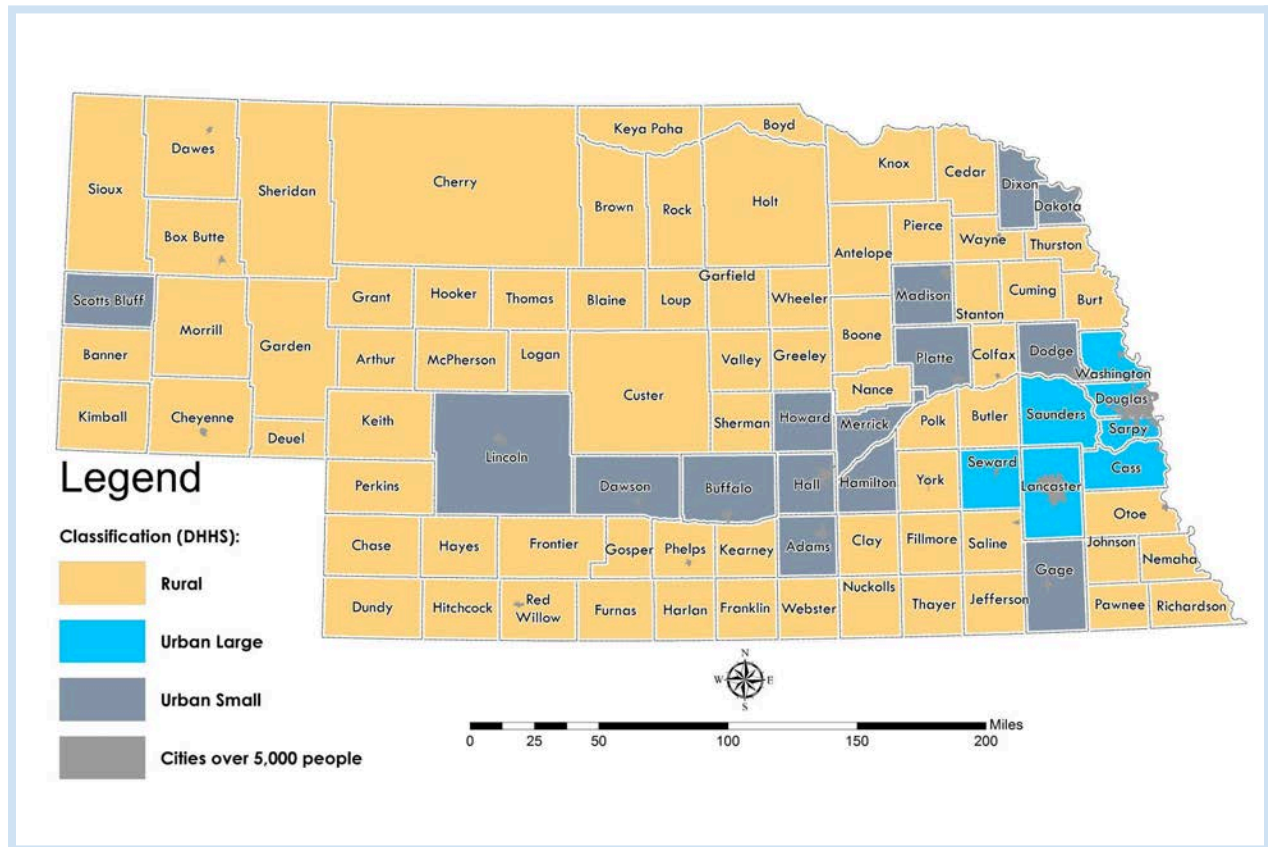 Keya Paha
Boyd
Dawes
Sioux
Sheridan
Cherry
Knox
Cedar
Dixon
Dakota
Brown
Rock
Holt
Box Butte
Pierce
Wayne
Thurston
Antelope
Scotts Bluff
Grant
Hooker
Thomas
Blaine
Loup
Garfield
Wheeler
Madison
Stanton
Cuming
Burt
Morrill
Garden
Banner
Arthur
McPherson
Logan
Custer
Valley
Greeley
Boone
Platte
Colfax
Dodge
Washington
Nance
Kimball
Cheyenne
Deuel
Keith
Lincoln
Sherman
Howard
Merrick
Polk
Butler
Saunders
Douglas
Sarpy
Perkins
Dawson
Buffalo
Hall
Hamilton
York
Seward
Lancaster
Cass
Otoe
Chase
Hayes
Frontier
Gosper
Phelps
Kearney
Adams
Clay
Fillmore
Saline
Gage
Johnson
Nemaha
Dundy
Hitchcock
Red
Willow
Furnas
Harlan
Franklin
Webster
Nuckolls
Thayer
Jefferson
Pawnee
Richardson
Legend
Classification (DHHS):
Rural
Urban Large
Urban Small
Cities over 5,000 people
N
W
E
S
Miles
0 25 50 100 150 200